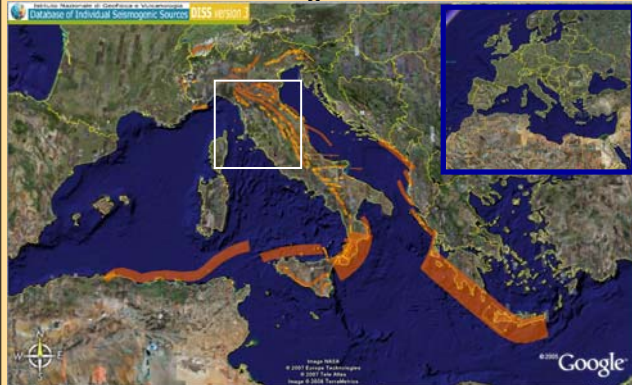 Istituto Nazionale di Geofisica e Vulcanologia
Database of Individual Seismogenic Sources DISS version 3
N
W E
S
Image NASA
© 2007 Europa Technologies
© 2007 Tele Atlas
Image © 2008 TerraMetrics
Google